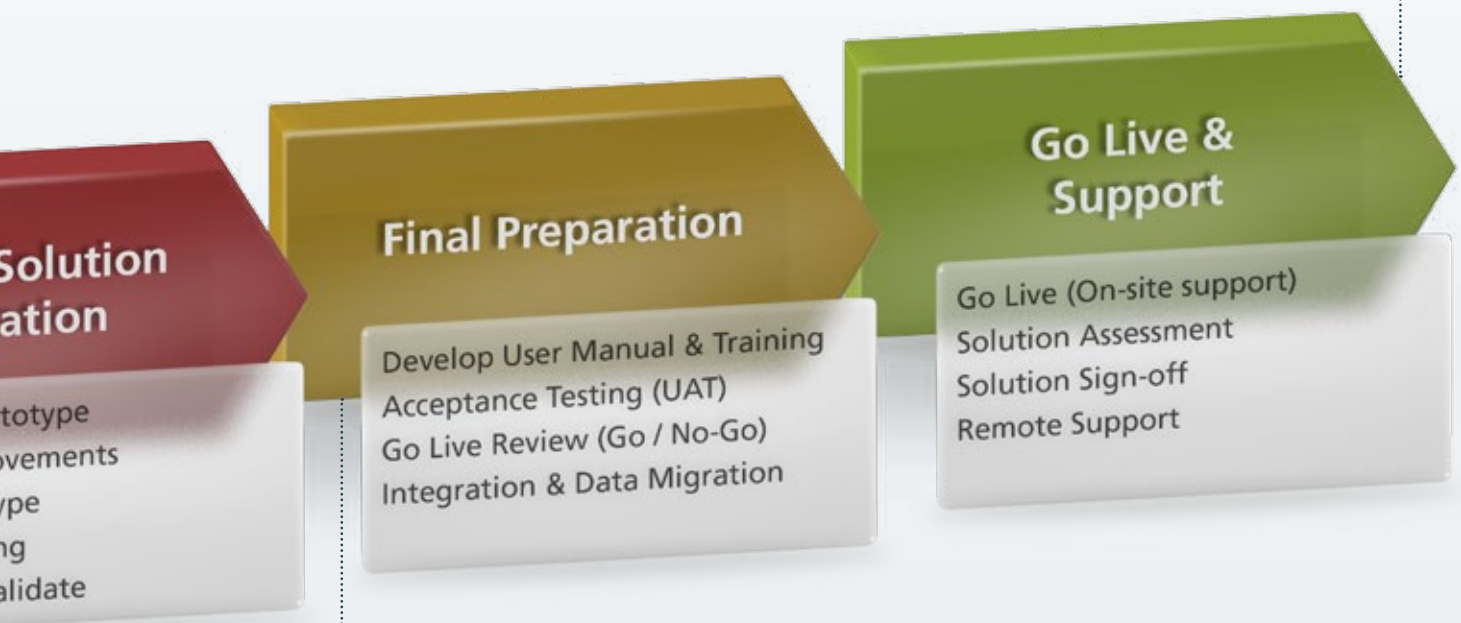 Solution
ation
totype
ovements
ype
ng
alidate
Final Preparation
Develop User Manual & Training
Acceptance Testing (UAT)
Go Live Review (Go / No-Go)
Integration & Data Migration
Go Live &
Support
Go Live (On-site support)
Solution Assessment
Solution Sign-off
Remote Support